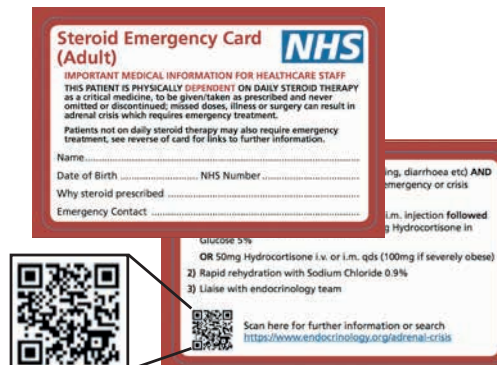 Steroid Emergency Card
(Adult)
NHS
IMPORTANT MEDICAL INFORMATION FOR HEALTHCARE STAFF
THIS PATIENT IS PHYSICALLY DEPENDENT ON DAILY STEROID THERAPY
as a critical medicine, to be given/taken as prescribed and never
omitted or discontinued; missed doses, illness or surgery can result in
adrenal crisis which requires emergency treatment.
Patients not on daily steroid therapy may also require emergency
treatment, see reverse of card for links to further information.
Name
Date of Birth NHS Number
Why steroid prescribed
Emergency Contact
ing, diarrhoea etc) AND
emergency or crisis
i.m. injection followed
g Hydrocortisone in
Glucose 5%
OR 50mg Hydrocortisone i.v. or i.m. qds (100mg if severely obese)
2) Rapid rehydration with Sodium Chloride 0.9%
3) Liaise with endocrinology team
Scan here for further information or search
https://www.endocrinology.org/adrenal-crisis